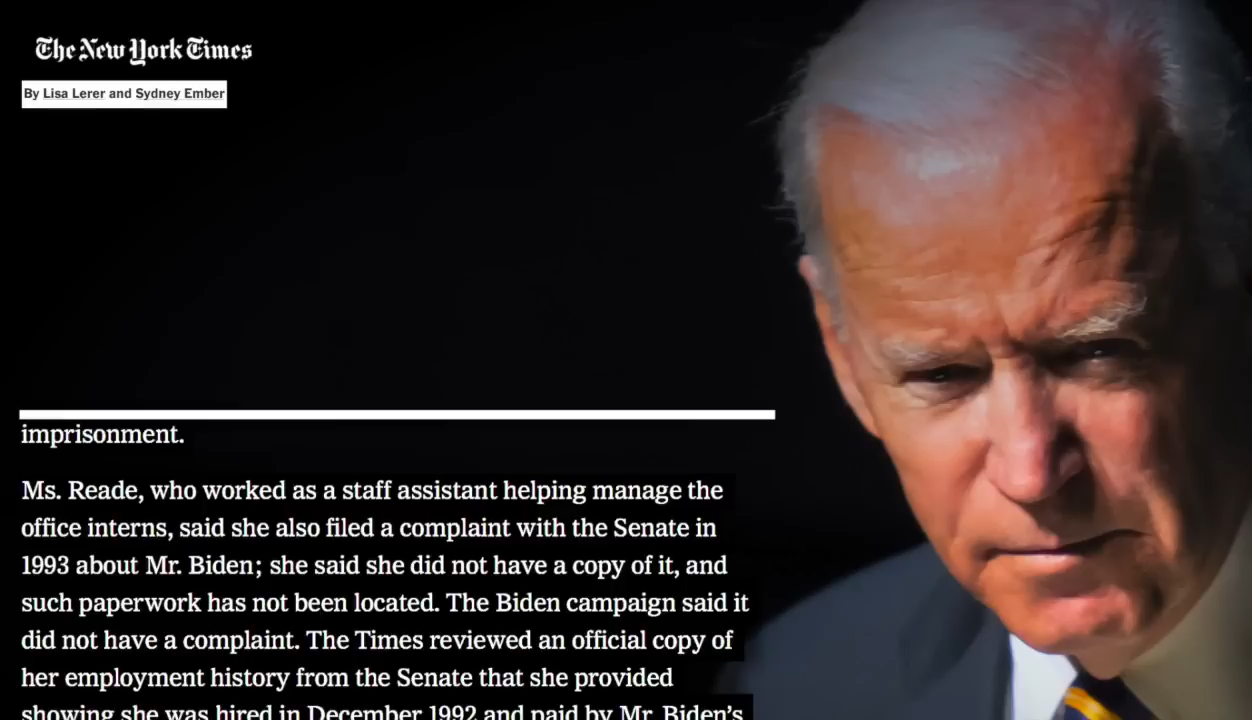 The New York Times
By Lisa Lerer and Sydney Ember
imprisonment.
Ms. Reade, who worked as a staff assistant helping manage the
office interns, said she also filed a complaint with the Senate in
1993 about Mr. Biden; she said she did not have a copy of it, and
such paperwork has not been located. The Biden campaign said it
did not have a complaint. The Times reviewed an official copy of
her employment history from the Senate that she provided
showing she was hired in December 1992 and paid by Mr. Biden's